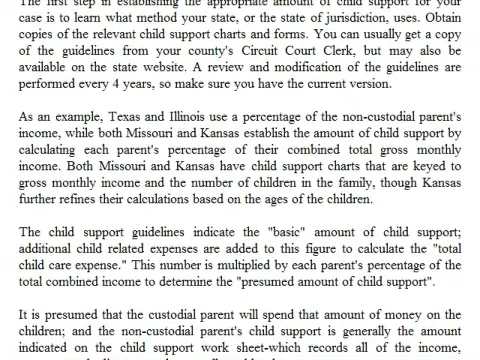 The first step in establishing the appropriate amount of child support for your
case is to learn what method your state, or the state of jurisdiction, uses. Obtain
copies of the relevant child support charts and forms. You can usually get a copy
of the guidelines from your county's Circuit Court Clerk, but may also be
available on the state website. A review and modification of the guidelines are
performed every 4 years, so make sure you have the current version.
As an example, Texas and Illinois use a percentage of the non-custodial parent's
income, while both Missouri and Kansas establish the amount of child support by
calculating each parent's percentage of their combined total gross monthly
income. Both Missouri and Kansas have child support charts that are keyed to
gross monthly income and the number of children in the family, though Kansas
further refines their calculations based on the ages of the children.
The child support guidelines indicate the "basic" amount of child support;
additional child related expenses are added to this figure to calculate the "total
child care expense." This number is multiplied by each parent's percentage of the
total combined income to determine the "presumed amount of child support".
It is presumed that the custodial parent will spend that amount of money on the
children; and the non-custodial parent's child support is generally the amount
indicated on the child support work sheet-which records all of the income,